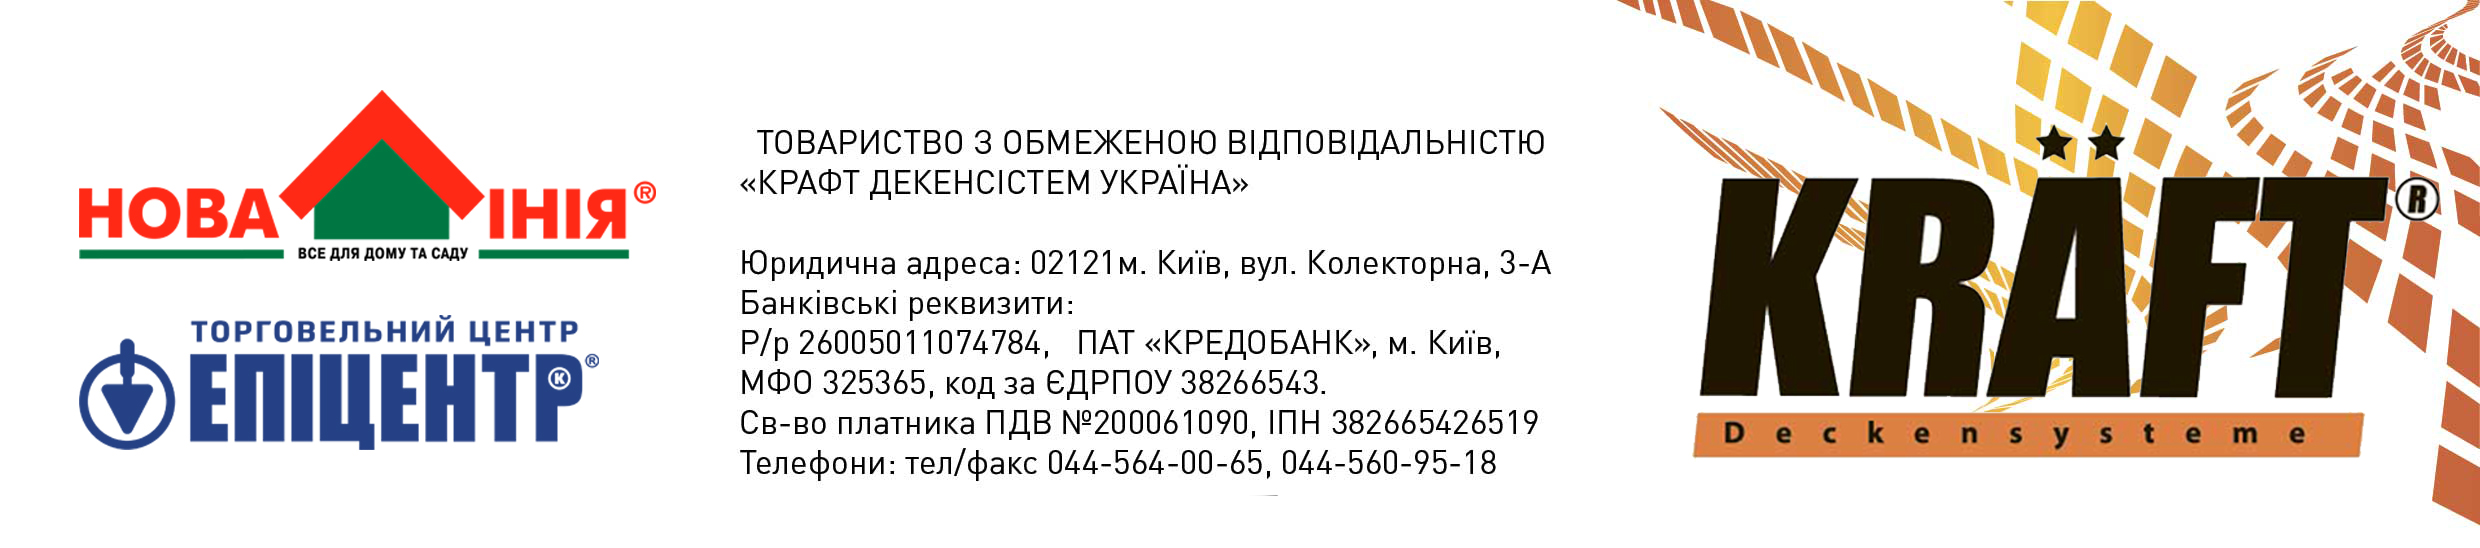 НОВА ІНІЯ®
ВСЕ ДЛЯ ДОМУ ТА САДУ
ТОРГОВЕЛЬНИЙ ЦЕНТР
ЕПІЦЕНТР К®
ТОВАРИСТВО З ОБМЕЖЕНОЮ ВІДПОВІДАЛЬНІСТЮ
«КРАФТ ДЕКЕНСІСТЕМ УКРАЇНА»
Юридична адреса: 02121м. Київ, вул. Колекторна, 3-А
Банківські реквизити:
Р/р 26005011074784, ПАТ «КРЕДОБАНК», м. Київ,
МФО 325365, код за ЄДРПОУ 38266543.
Св-во платника ПДВ №200061090, ІПН 382665426519
Телефони: тел/факс 044-564-00-65, 044-560-95-18
KRÄFT®
Deckensysteme